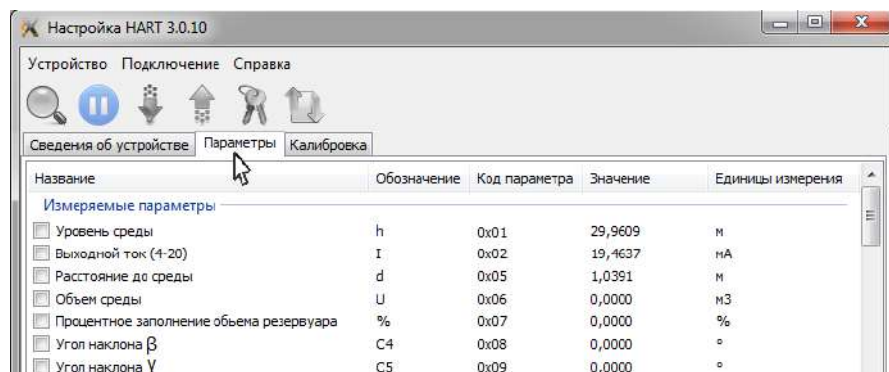 Настройка HART 3.0.10
Устройство Подключение Справка
Сведения об устройстве Параметры Калибровка
Название Обозначение Код параметра Значение Единицы измерения
Измеряемые параметры
Уровень среды h 0x01 29,9609 м
Выходной ток (4-20) I 0x02 19,4637 мА
Расстояние до среды d 0x05 1,0391 м
Объем среды U 0x06 0,0000 м3
Процентное заполнение обьема резервуара % 0x07 0,0000 %
Угол наклона β C4 0x08 0,0000 °
Угол наклона γ C5 0x09 0,0000 °